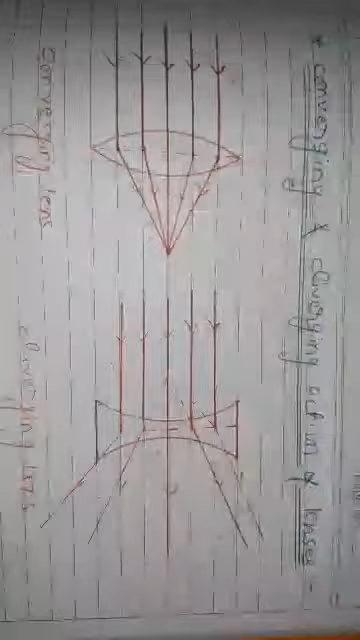 * converging & diverging action of lenses -
converging lens
diverging lens